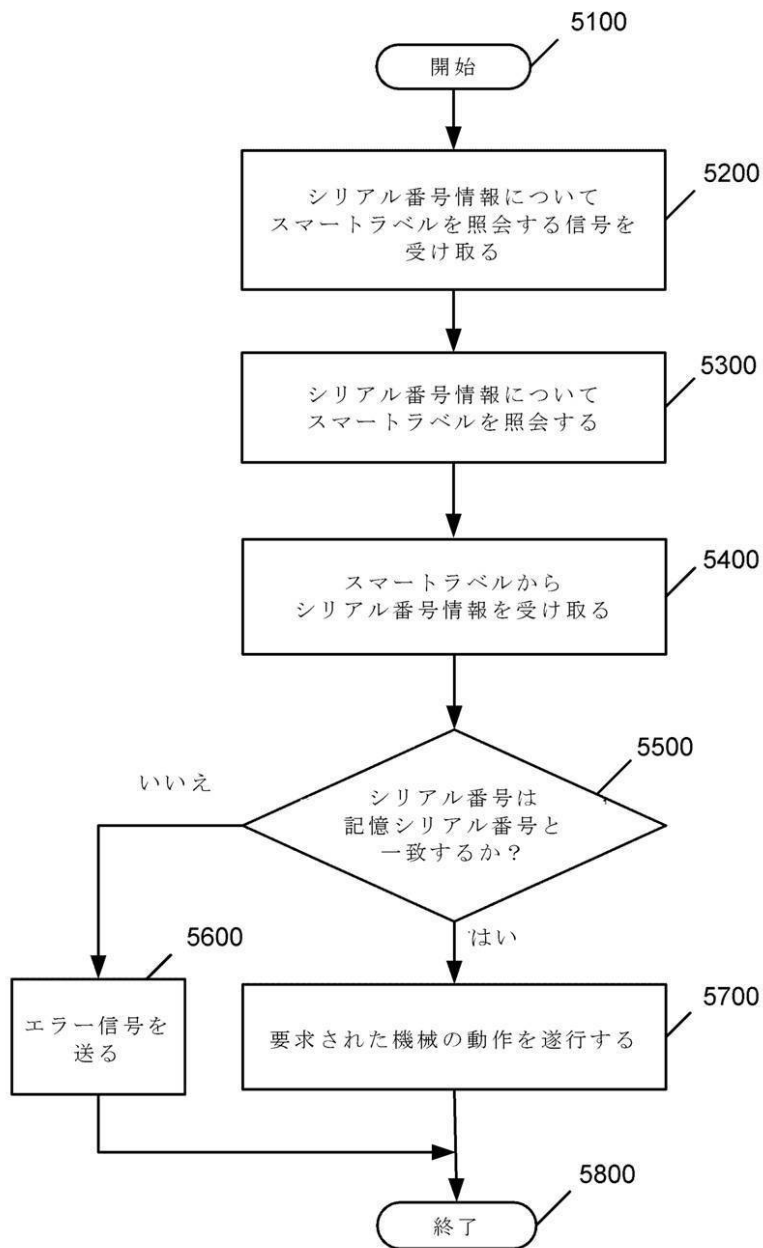 5100
開始
5200
シリアル番号情報について
スマートラベルを照会する信号を
受け取る
5300
シリアル番号情報について
スマートラベルを照会する
5400
スマートラベルから
シリアル番号情報を受け取る
5500
いいえ
シリアル番号は
記憶シリアル番号と
一致するか？
はい
5600
エラー信号を
送る
5700
要求された機械の動作を遂行する
5800
終了